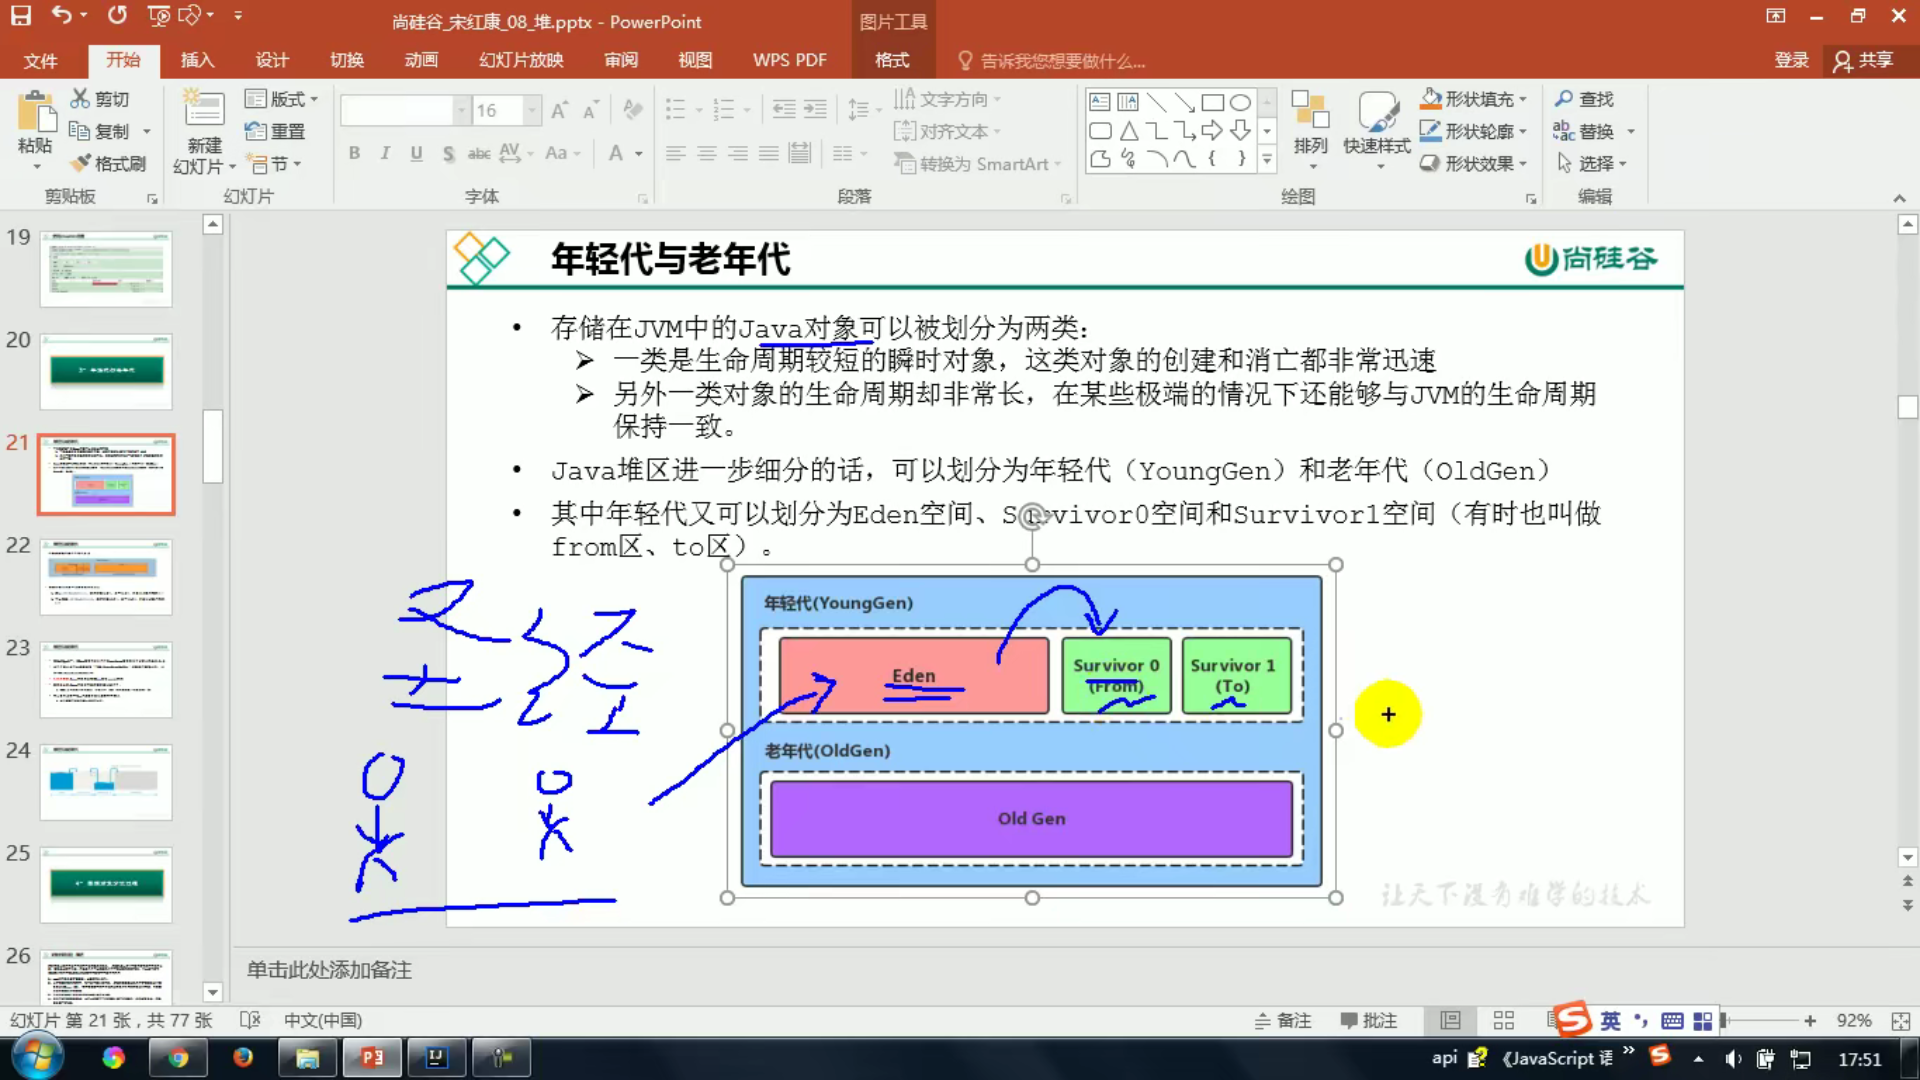 尚硅谷_宋红康_08_堆.pptx - PowerPoint
图片工具
文件
开始
插入
设计
切换
动画
幻灯片放映
审阅
视图
WPS PDF
格式
告诉我您想要做什么...
登录
共享
粘贴
剪切
复制
格式刷
剪贴板
新建
幻灯片
版式
重置
节
幻灯片
16
B I U S abc AV Aa A
字体
文字方向
对齐文本
转换为 SmartArt
段落
排列
快速样式
形状填充
形状轮廓
形状效果
绘图
查找
替换
选择
编辑
19
20
21
22
23
24
25
26
年轻代与老年代
尚硅谷
• 存储在JVM中的Java对象可以被划分为两类：
➢ 一类是生命周期较短的瞬时对象，这类对象的创建和消亡都非常迅速
➢ 另外一类对象的生命周期却非常长，在某些极端的情况下还能够与JVM的生命周期
保持一致。
• Java堆区进一步细分的话，可以划分为年轻代（YoungGen）和老年代（OldGen）
• 其中年轻代又可以划分为Eden空间、Survivor0空间和Survivor1空间（有时也叫做
from区、to区）。
年轻代(YoungGen)
Eden
Survivor 0
(From)
Survivor 1
(To)
老年代(OldGen)
Old Gen
让天下没有难学的技术
单击此处添加备注
幻灯片 第 21 张，共 77 张
中文(中国)
备注
批注
英
92%
api
《JavaScript 语
17:51